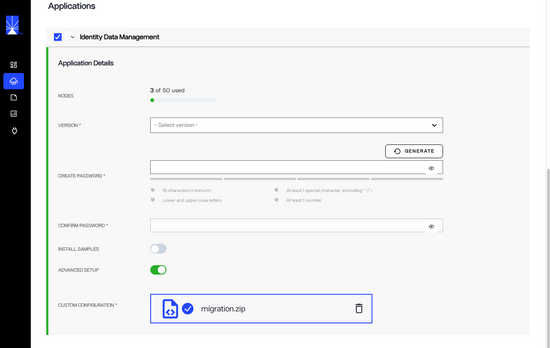 Applications
Identity Data Management
Application Details
NODES
3 of 50 used
VERSION *
- Select version -
GENERATE
CREATE PASSWORD *
16 characters minimum
At least 1 special character, excluding
Lower and upper case letters
At least 1 number
CONFIRM PASSWORD *
INSTALL SAMPLES
ADVANCED SETUP
CUSTOM CONFIGURATION *
migration.zip